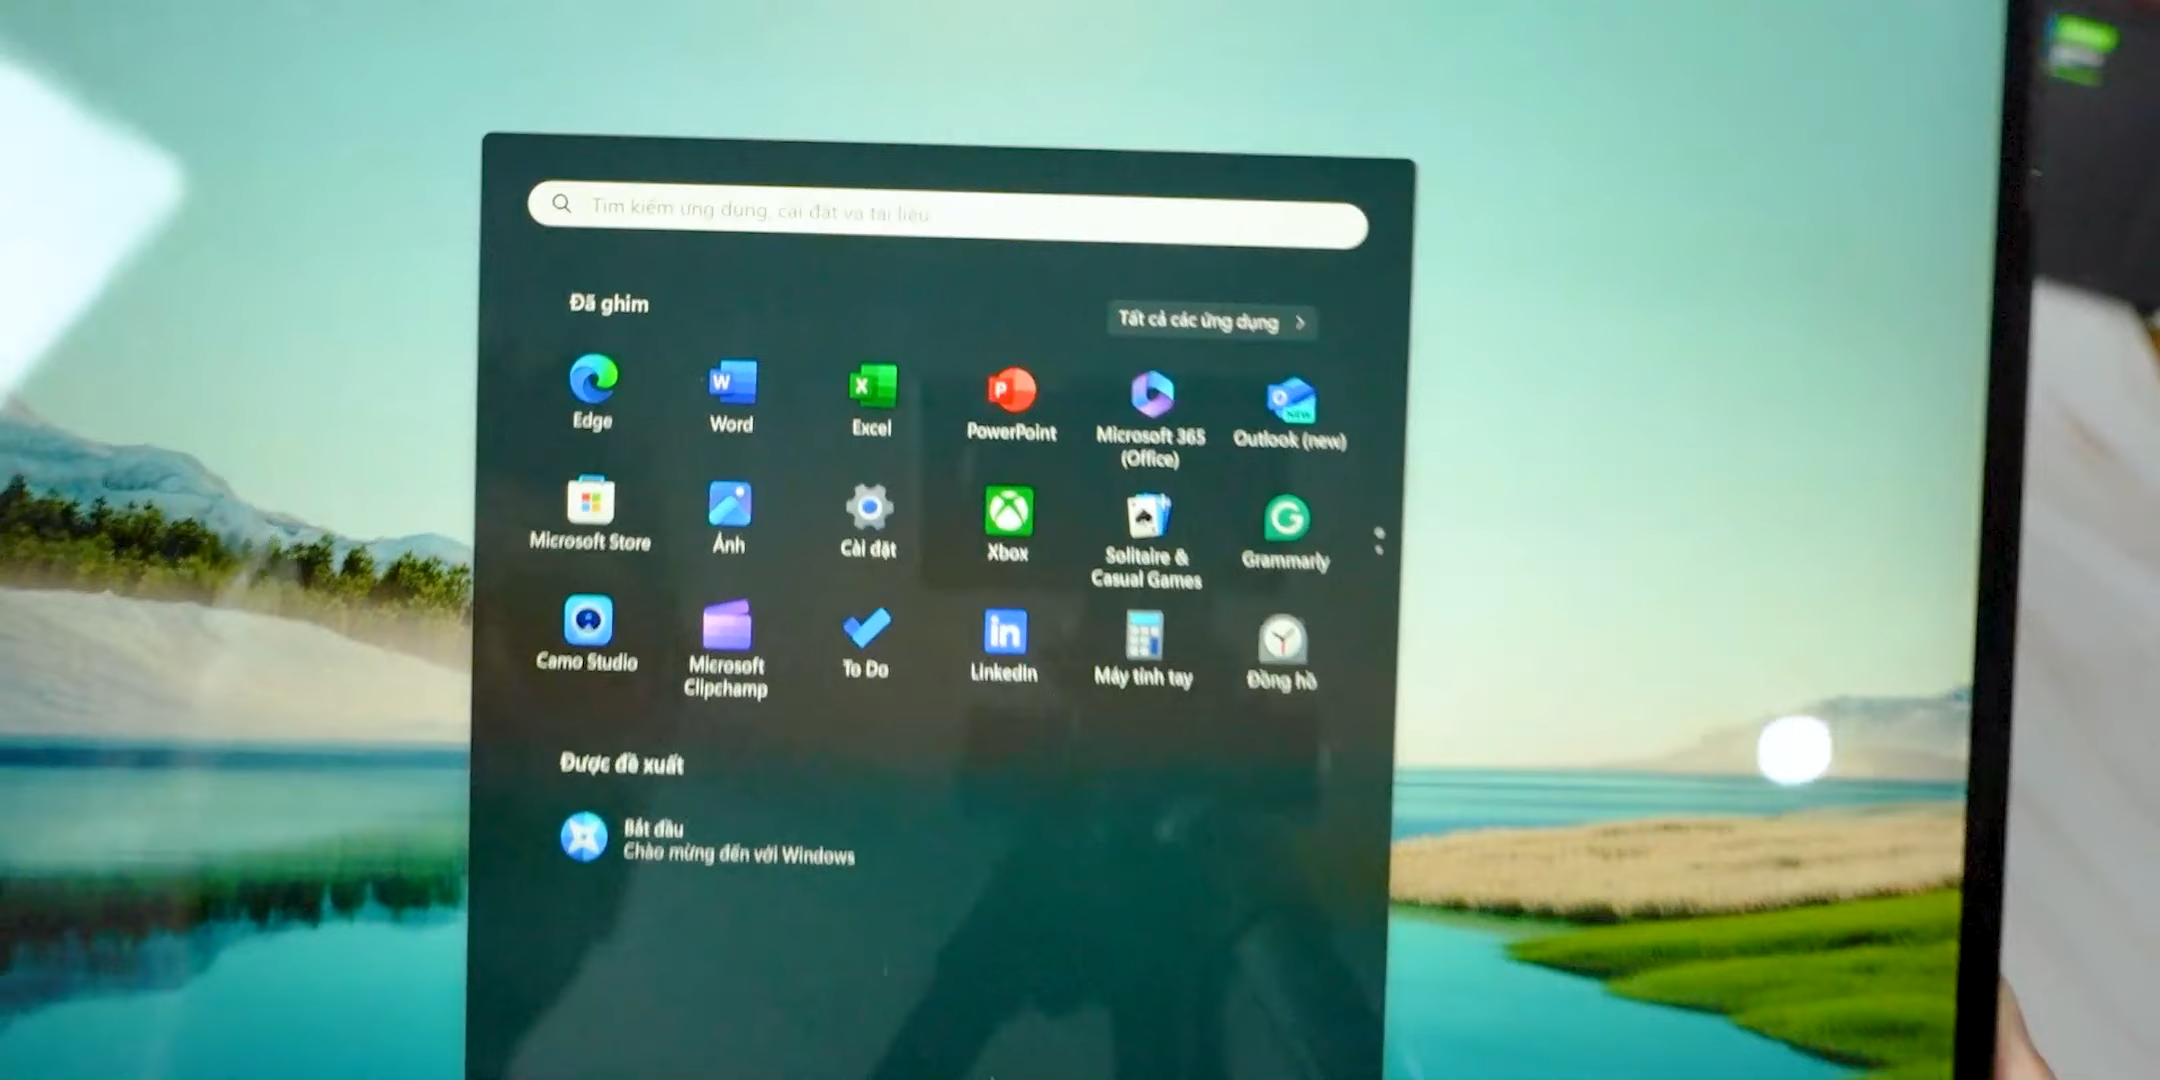 Tìm kiếm ứng dụng, cài đặt và tài liệu
Đã ghim
Tất cả các ứng dụng
Edge
Word
Excel
PowerPoint
Microsoft 365
(Office)
Outlook (new)
Microsoft Store
Ảnh
Cài đặt
Xbox
Solitaire &
Casual Games
Grammarly
Camo Studio
Microsoft
Clipchamp
To Do
LinkedIn
Máy tính tay
Đồng hồ
Được đề xuất
Bắt đầu
Chào mừng đến với Windows